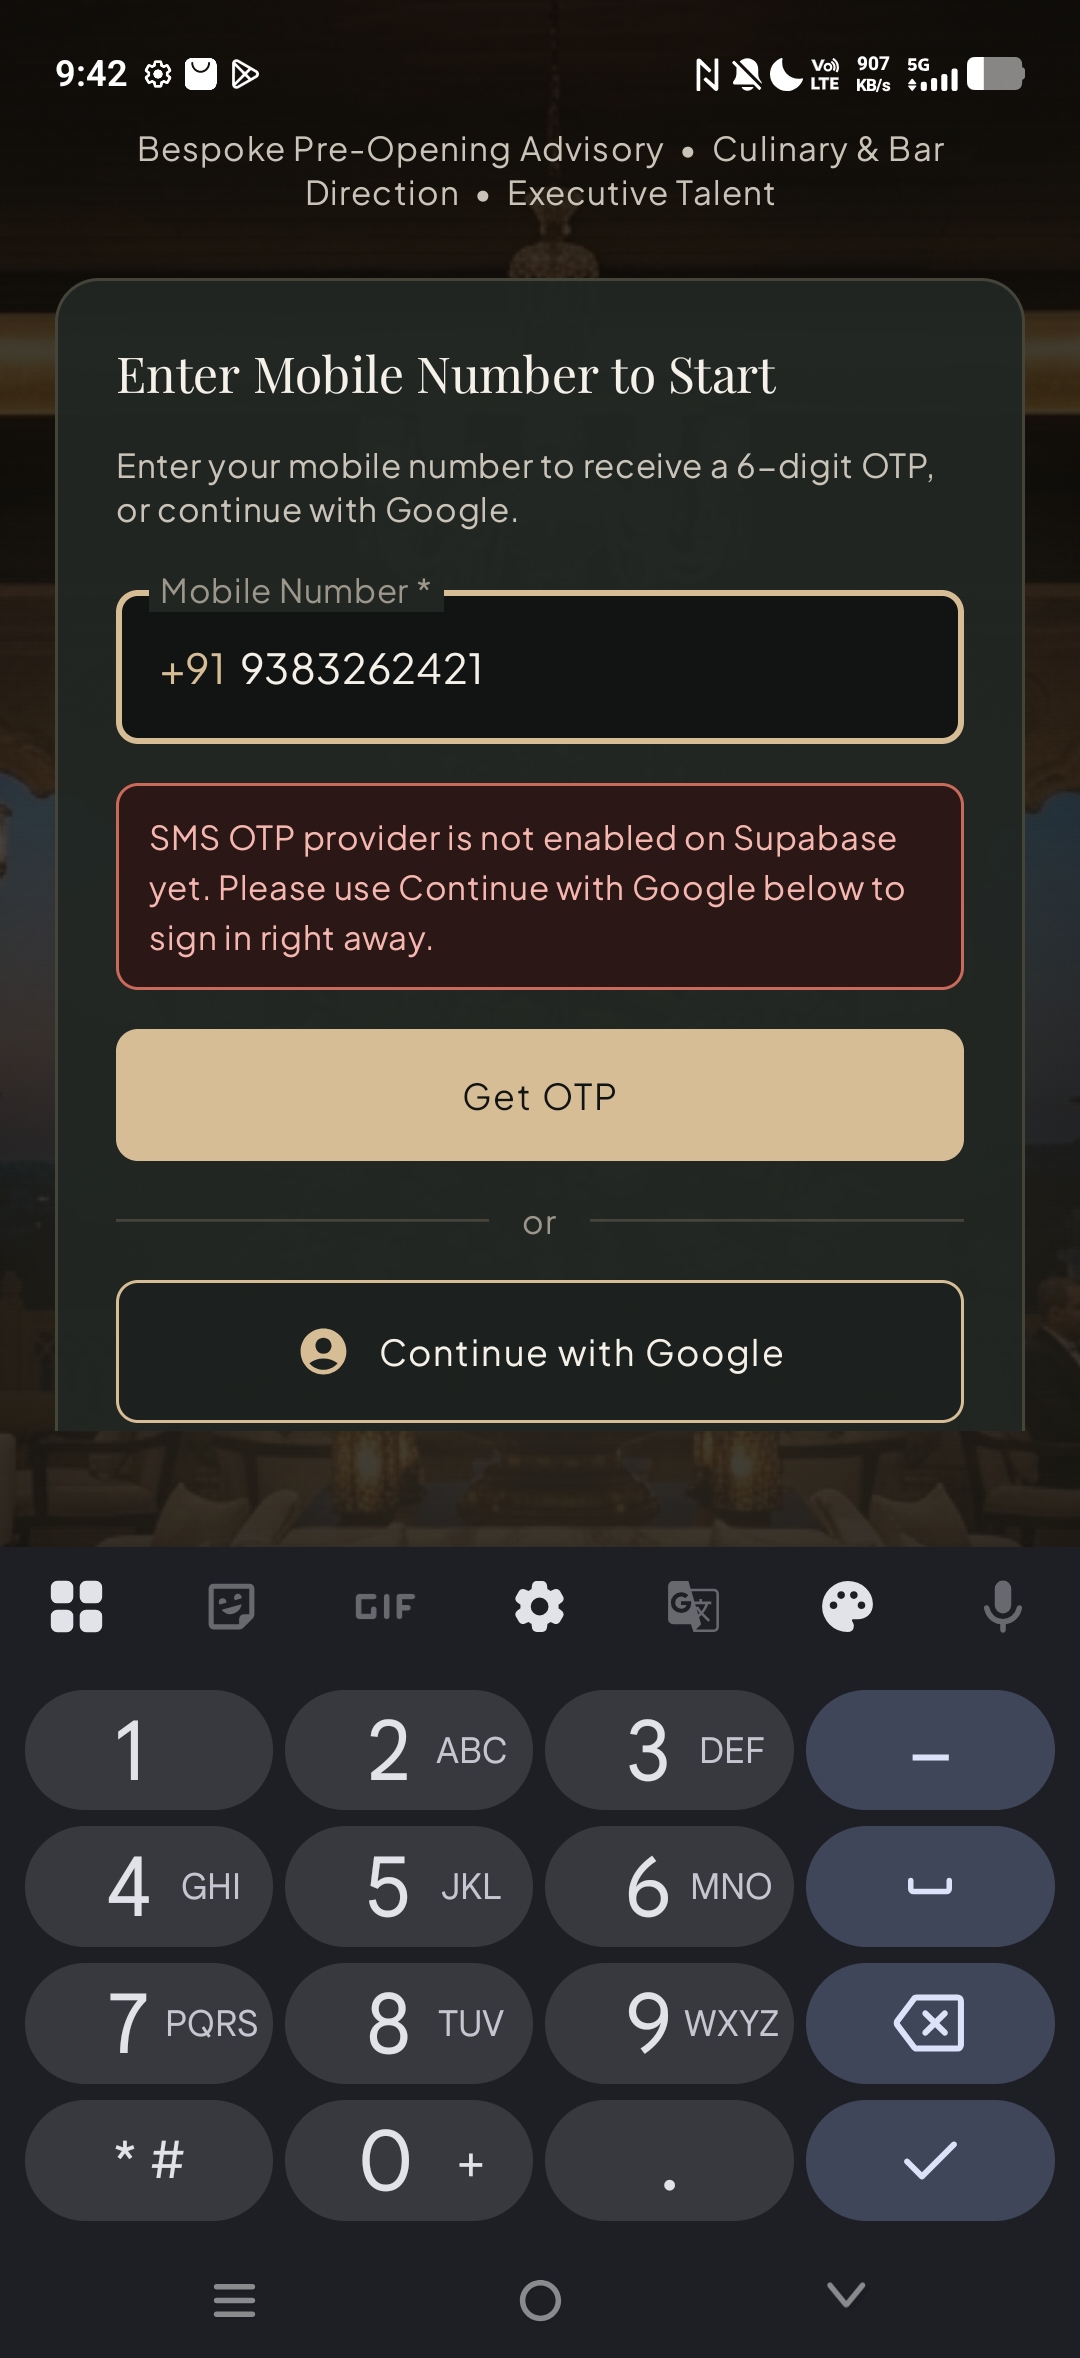 9:42
Vo) LTE
907 KB/s
5G
Bespoke Pre-Opening Advisory • Culinary & Bar
Direction • Executive Talent
Enter Mobile Number to Start
Enter your mobile number to receive a 6-digit OTP,
or continue with Google.
Mobile Number *
+91 9383262421
SMS OTP provider is not enabled on Supabase
yet. Please use Continue with Google below to
sign in right away.
Get OTP
or
Continue with Google
GIF
G 文
1 2 ABC 3 DEF –
4 GHI 5 JKL 6 MNO
7 PQRS 8 TUV 9 WXYZ
* # 0 + .